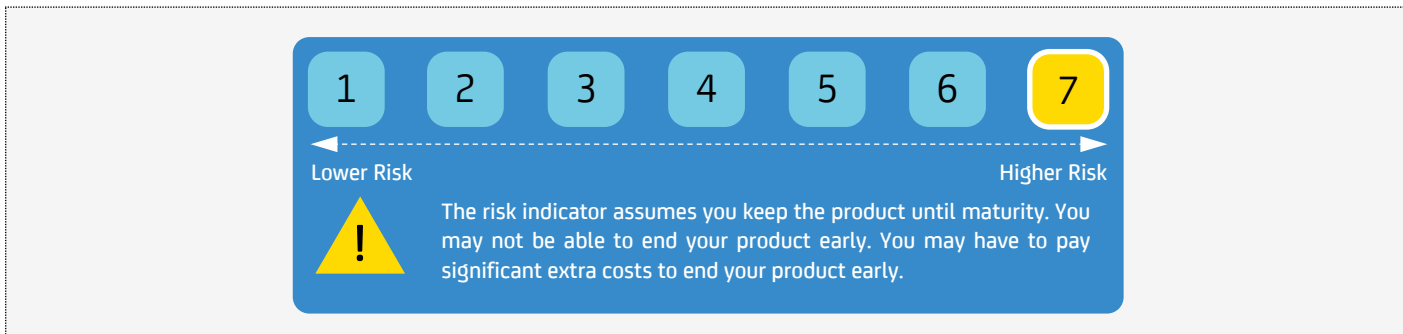 1 2 3 4 5 6 7
Lower Risk Higher Risk
!
The risk indicator assumes you keep the product until maturity. You
may not be able to end your product early. You may have to pay
significant extra costs to end your product early.